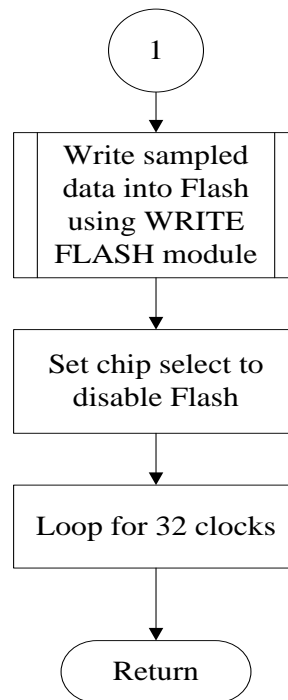 1
Write sampled
data into Flash
using WRITE
FLASH module
Set chip select to
disable Flash
Loop for 32 clocks
Return